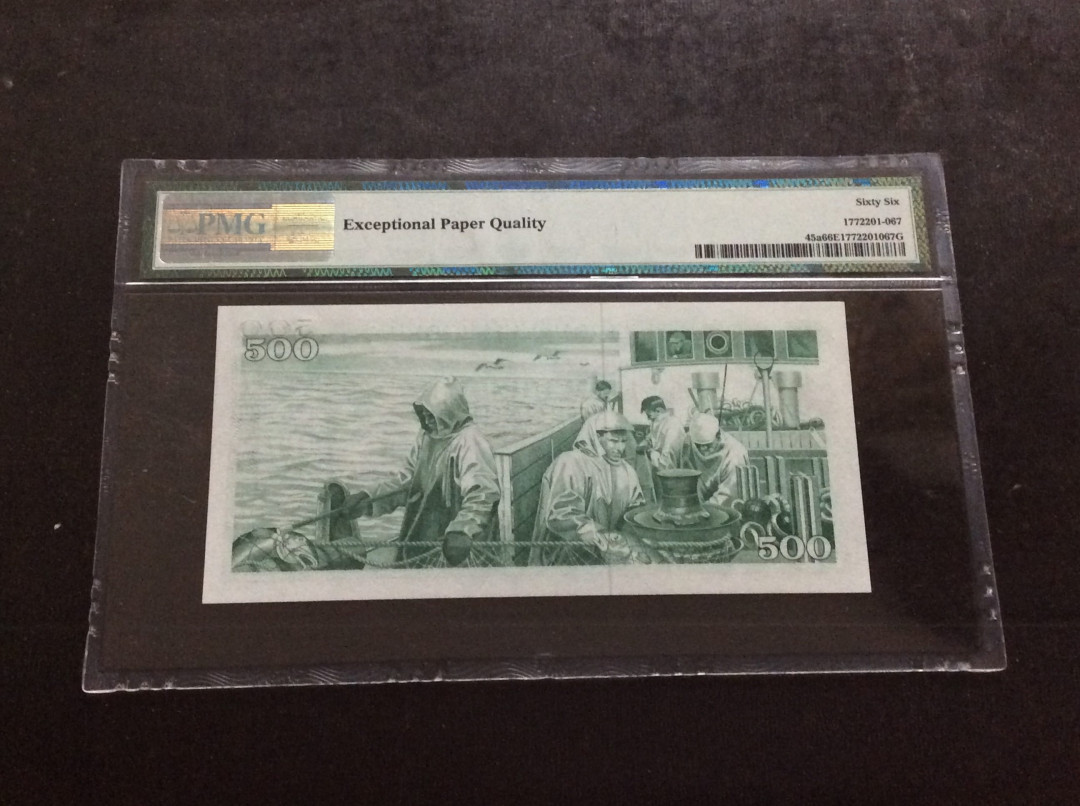 PMG
Exceptional Paper Quality
Sixty Six
1772201-067
45a66E1772201067G
500
500